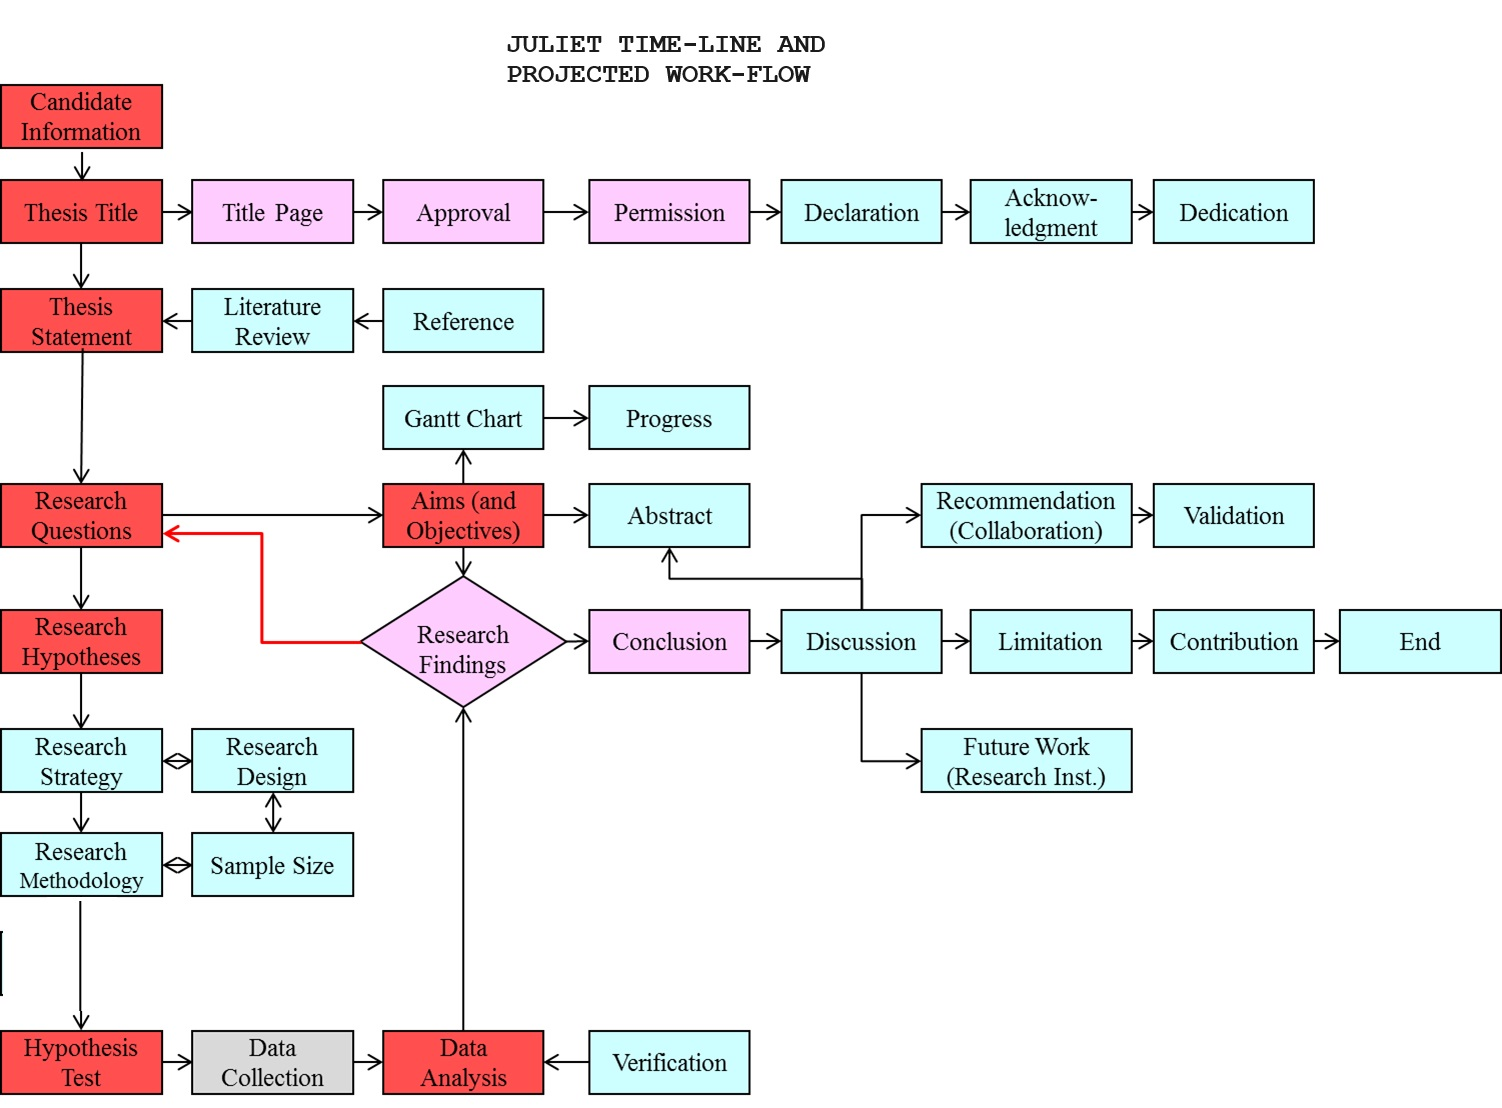 JULIET TIME-LINE AND
PROJECTED WORK-FLOW
Candidate
Information
Thesis Title
Title Page
Approval
Permission
Declaration
Acknow-
ledgment
Dedication
Thesis
Statement
Literature
Review
Reference
Gantt Chart
Progress
Research
Questions
Aims (and
Objectives)
Abstract
Recommendation
(Collaboration)
Validation
Research
Hypotheses
Research
Findings
Conclusion
Discussion
Limitation
Contribution
End
Research
Strategy
Research
Design
Future Work
(Research Inst.)
Research
Methodology
Sample Size
Hypothesis
Test
Data
Collection
Data
Analysis
Verification